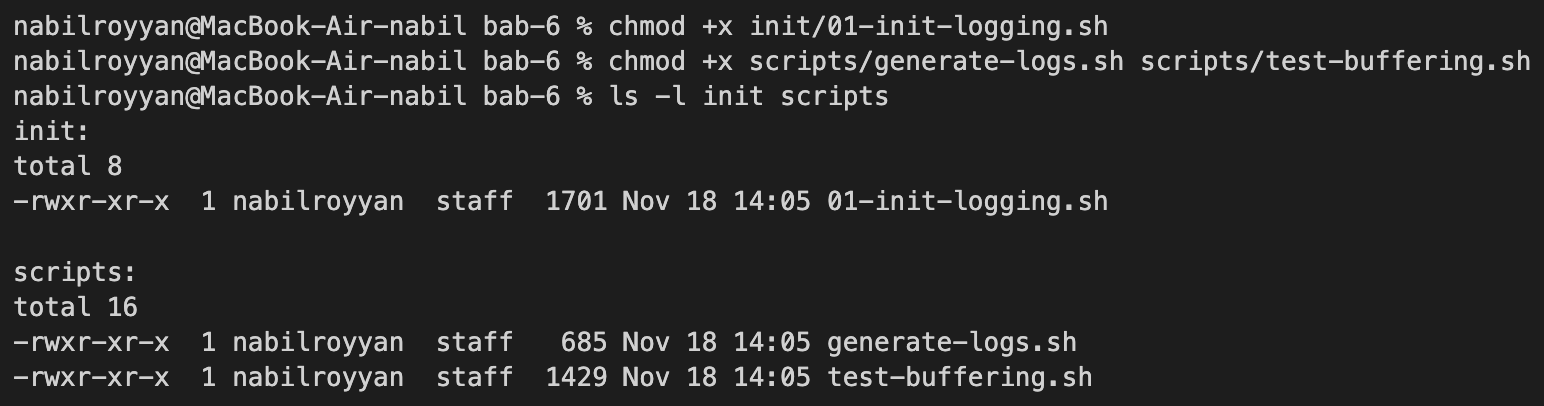 nabilroyyan@MacBook-Air-nabil bab-6 % chmod +x init/01-init-logging.sh
nabilroyyan@MacBook-Air-nabil bab-6 % chmod +x scripts/generate-logs.sh scripts/test-buffering.sh
nabilroyyan@MacBook-Air-nabil bab-6 % ls -l init scripts
init:
total 8
-rwxr-xr-x  1 nabilroyyan  staff  1701 Nov 18 14:05 01-init-logging.sh

scripts:
total 16
-rwxr-xr-x  1 nabilroyyan  staff   685 Nov 18 14:05 generate-logs.sh
-rwxr-xr-x  1 nabilroyyan  staff  1429 Nov 18 14:05 test-buffering.sh